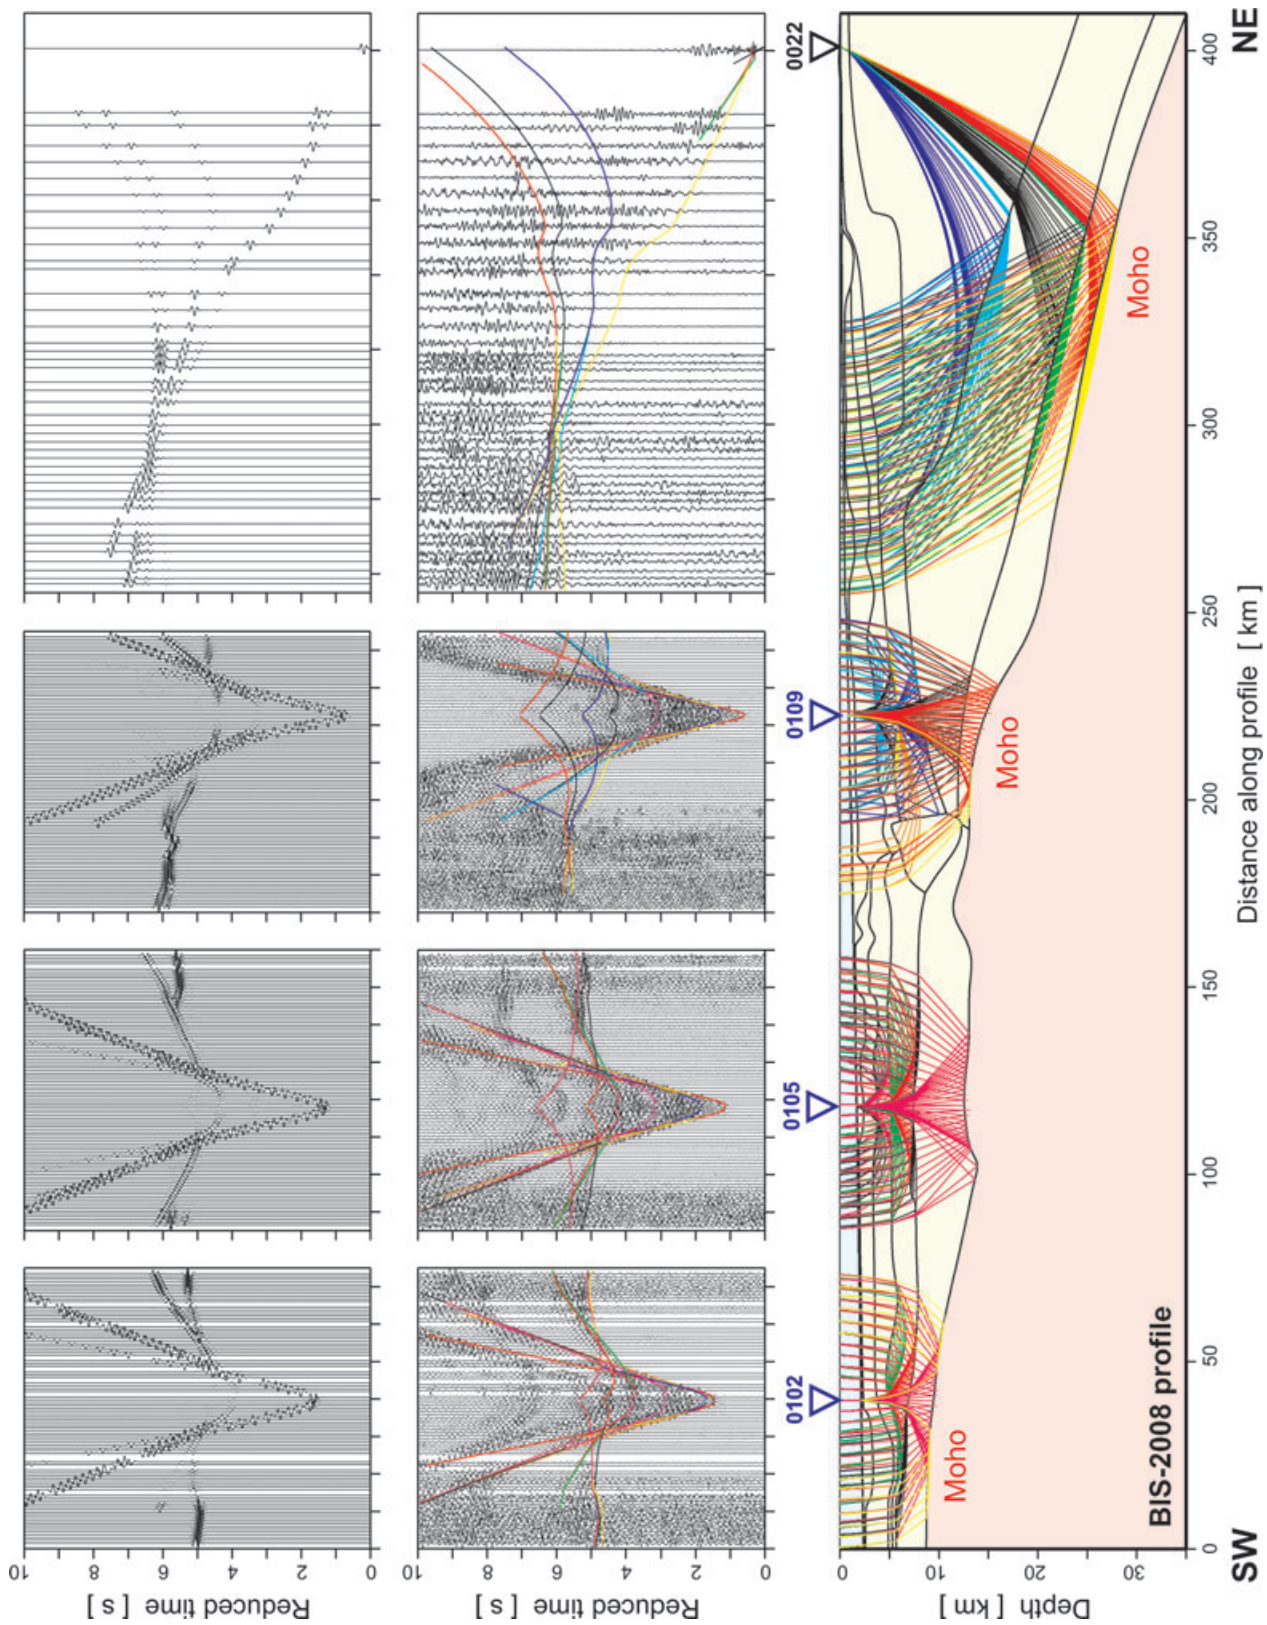 10 8 6 4 2 0
Reduced time [ s ]
10 8 6 4 2 0
Reduced time [ s ]
0102 0105 0109 0022
0 10 20 30
Depth [ km ]
Moho Moho Moho
BIS-2008 profile
0 50 100 150 200 250 300 350 400
SW Distance along profile [ km ] NE